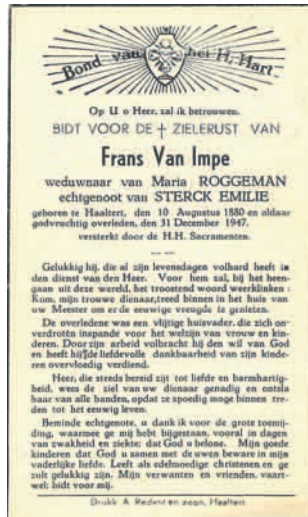 Bond van het H. Hart
Op U o Heer, zal ik betrouwen.
BIDT VOOR DE † ZIELERUST VAN
Frans Van Impe
weduwnaar van Maria ROGGEMAN
echtgenoot van STERCK EMILIE
geboren te Haaltert, den 10 Augustus 1880 en aldaar
godvruchtig overleden, den 31 December 1947.
versterkt door de H.H. Sacramenten.
Gelukkig hij, die al zijn levensdagen volhard heeft in
den dienst van den Heer. Voor hem zal, bij het heen-
gaan uit deze wereld, het troostend woord weerklinken :
Kom, mijn trouwe dienaar, treed binnen in het huis van
uw Meester om er de eeuwige vreugde te genieten.
De overledene was een vlijtige huisvader, die zich on-
verdroten inspande voor het welzijn van vrouw en kin-
deren. Door zijn arbeid volbracht hij den wil van God
en heeft hij de liefdevolle dankbaarheid van zijn kinde-
ren overvloedig verdiend.
Heer, die steeds bereid zijt tot liefde en barmhartig-
heid, wees de ziel van uw dienaar genadig en ontsla
haar van alle banden, opdat ze spoedig moge binnen tre-
den tot het eeuwig leven.
Beminde echtgenote, u dank ik voor de grote toewij-
ding, waarmee ge mij hebt bijgestaan, vooral in dagen
van zwakheid en ziekte: dat God u belone. Mijn goede
kinderen dat God u samen met de uwen beware in mijn
vaderlijke liefde. Leeft als edelmoedige christenen en ge
zult gelukkig zijn. Mijn verwanten en vrienden, vaart-
wel: bidt voor mij.
Drukk. A. Redant en zoon, Haaltert